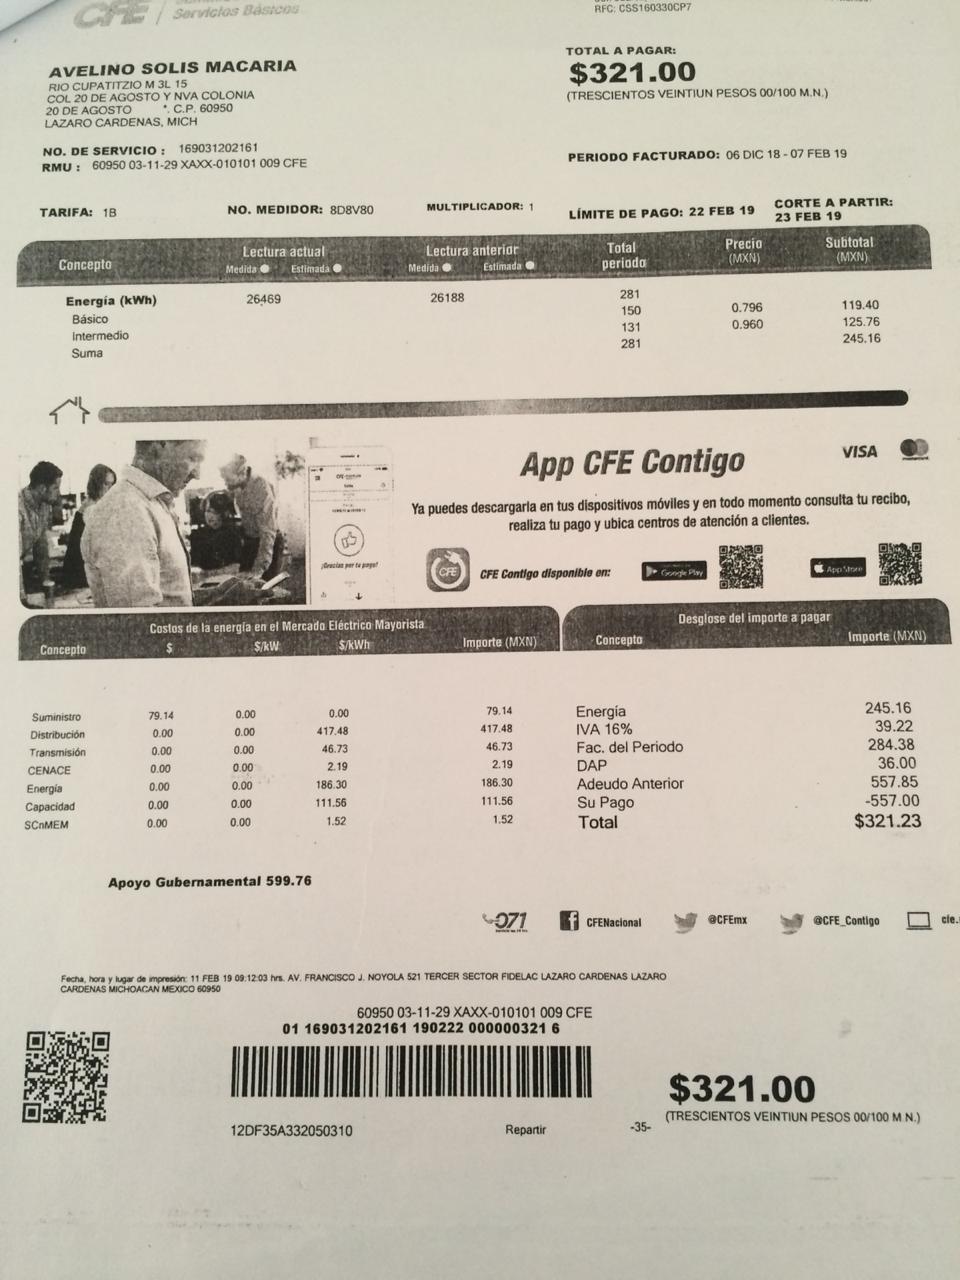 CFE
Servicios Básicos
RFC: CSS160330CP7
AVELINO SOLIS MACARIA
RIO CUPATITZIO M 3L 15
COL 20 DE AGOSTO Y NVA COLONIA
20 DE AGOSTO *. C.P. 60950
LAZARO CARDENAS, MICH
TOTAL A PAGAR:
$321.00
(TRESCIENTOS VEINTIUN PESOS 00/100 M.N.)
NO. DE SERVICIO : 169031202161
RMU : 60950 03-11-29 XAXX-010101 009 CFE
PERIODO FACTURADO: 06 DIC 18 - 07 FEB 19
TARIFA: 1B NO. MEDIDOR: 8D8V80 MULTIPLICADOR: 1 LÍMITE DE PAGO: 22 FEB 19 CORTE A PARTIR:
23 FEB 19
Concepto Lectura actual Lectura anterior Total periodo Precio (MXN) Subtotal (MXN)
Medida Estimada Medida Estimada
Energía (kWh) 26469 26188 281
Básico 150 0.796 119.40
Intermedio 131 0.960 125.76
Suma 281 245.16
App CFE Contigo
VISA
Ya puedes descargarla en tus dispositivos móviles y en todo momento consulta tu recibo,
realiza tu pago y ubica centros de atención a clientes.
¡Gracias por tu pago!
CFE
CFE Contigo disponible en:
Google Play
App Store
Costos de la energía en el Mercado Eléctrico Mayorista
Concepto $ $/kW $/kWh Importe (MXN)
Suministro 79.14 0.00 0.00 79.14
Distribución 0.00 0.00 417.48 417.48
Transmisión 0.00 0.00 46.73 46.73
CENACE 0.00 0.00 2.19 2.19
Energía 0.00 0.00 186.30 186.30
Capacidad 0.00 0.00 111.56 111.56
SCnMEM 0.00 0.00 1.52 1.52
Desglose del importe a pagar
Concepto Importe (MXN)
Energía 245.16
IVA 16% 39.22
Fac. del Periodo 284.38
DAP 36.00
Adeudo Anterior 557.85
Su Pago -557.00
Total $321.23
Apoyo Gubernamental 599.76
071 CFENacional @CFEmx @CFE_Contigo
Fecha, hora y lugar de impresión: 11 FEB 19 09:12:03 hrs. AV. FRANCISCO J. NOYOLA 521 TERCER SECTOR FIDELAC LAZARO CARDENAS LAZARO
CARDENAS MICHOACAN MEXICO 60950
60950 03-11-29 XAXX-010101 009 CFE
01 169031202161 190222 000000321 6
$321.00
(TRESCIENTOS VEINTIUN PESOS 00/100 M.N.)
12DF35A332050310 Repartir -35-